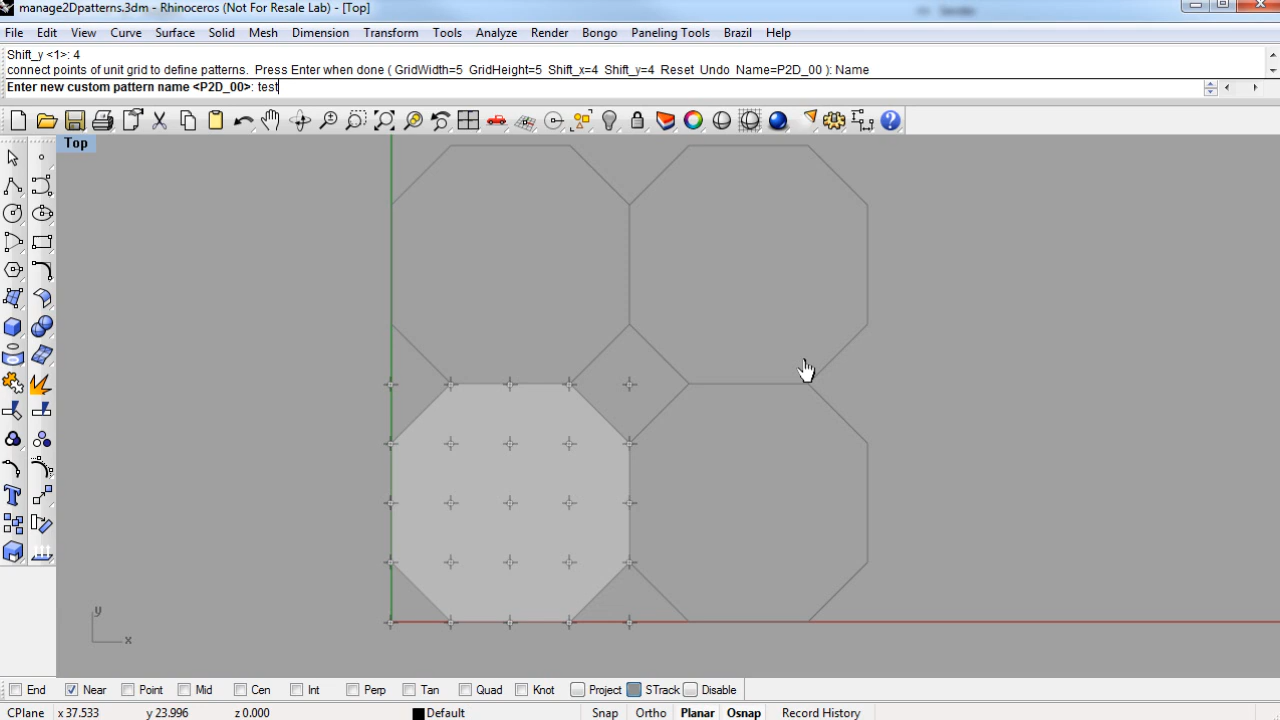 manage2Dpatterns.3dm - Rhinoceros (Not For Resale Lab) - [Top]
File Edit View Curve Surface Solid Mesh Dimension Transform Tools Analyze Render Bongo Paneling Tools Brazil Help
Shift_y <1>: 4
connect points of unit grid to define patterns. Press Enter when done ( GridWidth=5 GridHeight=5 Shift_x=4 Shift_y=4 Reset Undo Name=P2D_00 ): Name
Enter new custom pattern name <P2D_00>: test
Top
y
x
End Near Point Mid Cen Int Perp Tan Quad Knot Project STrack Disable
CPlane x 37.533 y 23.996 z 0.000 Default Snap Ortho Planar Osnap Record History